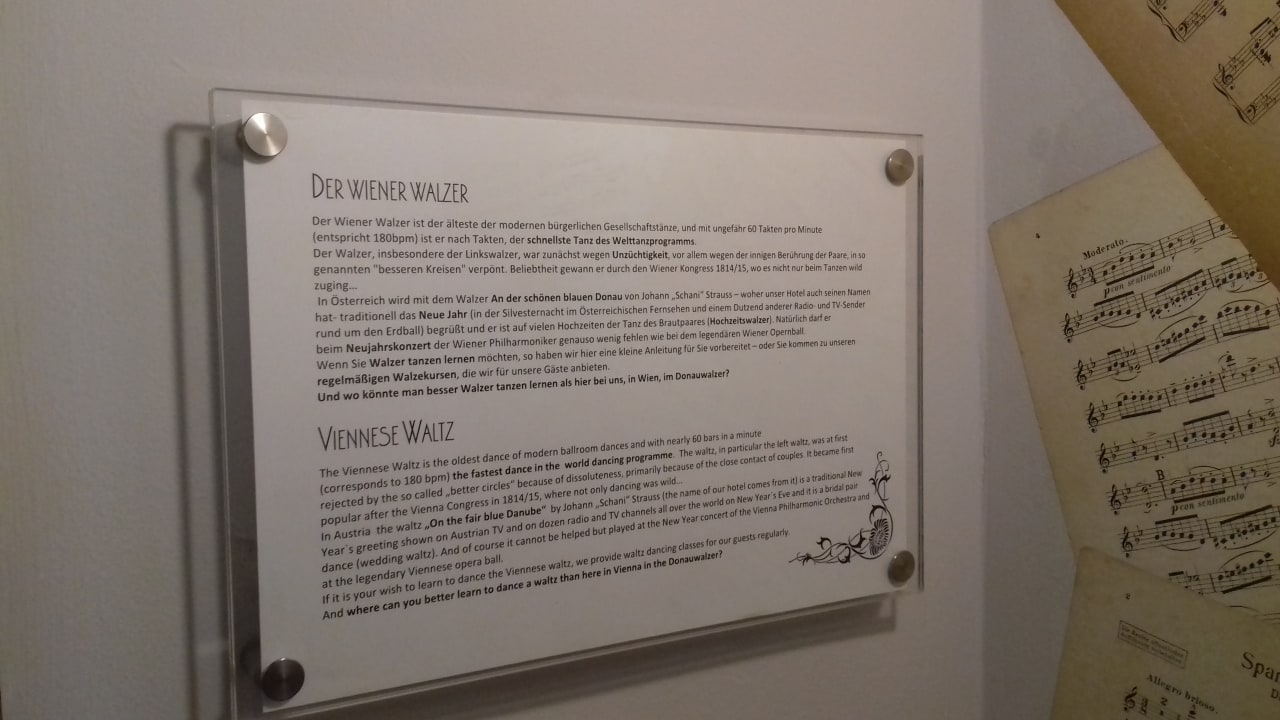 DER WIENER WALZER
Der Wiener Walzer ist der älteste der modernen bürgerlichen Gesellschaftstänze, und mit ungefähr 60 Takten pro Minute
(entspricht 180bpm) ist er nach Takten, der schnellste Tanz des Welttanzprogramms.
Der Walzer, insbesondere der Linkswalzer, war zunächst wegen Unzüchtigkeit, vor allem wegen der innigen Berührung der Paare, in so
genannten "besseren Kreisen" verpönt. Beliebtheit gewann er durch den Wiener Kongress 1814/15, wo es nicht nur beim Tanzen wild
zuging...
In Österreich wird mit dem Walzer An der schönen blauen Donau von Johann „Schani" Strauss – woher unser Hotel auch seinen Namen
hat- traditionell das Neue Jahr (in der Silvesternacht im Österreichischen Fernsehen und einem Dutzend anderer Radio- und TV-Sender
rund um den Erdball) begrüßt und er ist auf vielen Hochzeiten der Tanz des Brautpaares (Hochzeitswalzer). Natürlich darf er
beim Neujahrskonzert der Wiener Philharmoniker genauso wenig fehlen wie bei dem legendären Wiener Opernball.
Wenn Sie Walzer tanzen lernen möchten, so haben wir hier eine kleine Anleitung für Sie vorbereitet – oder Sie kommen zu unseren
regelmäßigen Walzekursen, die wir für unsere Gäste anbieten.
Und wo könnte man besser Walzer tanzen lernen als hier bei uns, in Wien, im Donauwalzer?
VIENNESE WALTZ
The Viennese Waltz is the oldest dance of modern ballroom dances and with nearly 60 bars in a minute
(corresponds to 180 bpm) the fastest dance in the world dancing programme. The waltz, in particular the left waltz, was at first
rejected by the so called „better circles" because of dissoluteness, primarily because of the close contact of couples. It became first
popular after the Vienna Congress in 1814/15, where not only dancing was wild...
In Austria the waltz „On the fair blue Danube" by Johann „Schani" Strauss (the name of our hotel comes from it) is a traditional New
Year´s greeting shown on Austrian TV and on dozen radio and TV channels all over the world on New Year´s Eve and it is a bridal pair
dance (wedding waltz). And of course it cannot be helped but played at the New Year concert of the Vienna Philharmonic Orchestra and
at the legendary Viennese opera ball.
If it is your wish to learn to dance the Viennese waltz, we provide waltz dancing classes for our guests regularly.
And where can you better learn to dance a waltz than here in Vienna in the Donauwalzer?
4
Moderato.
p con sentimento
B
p con sentimento
2
Span
Allegro brioso.